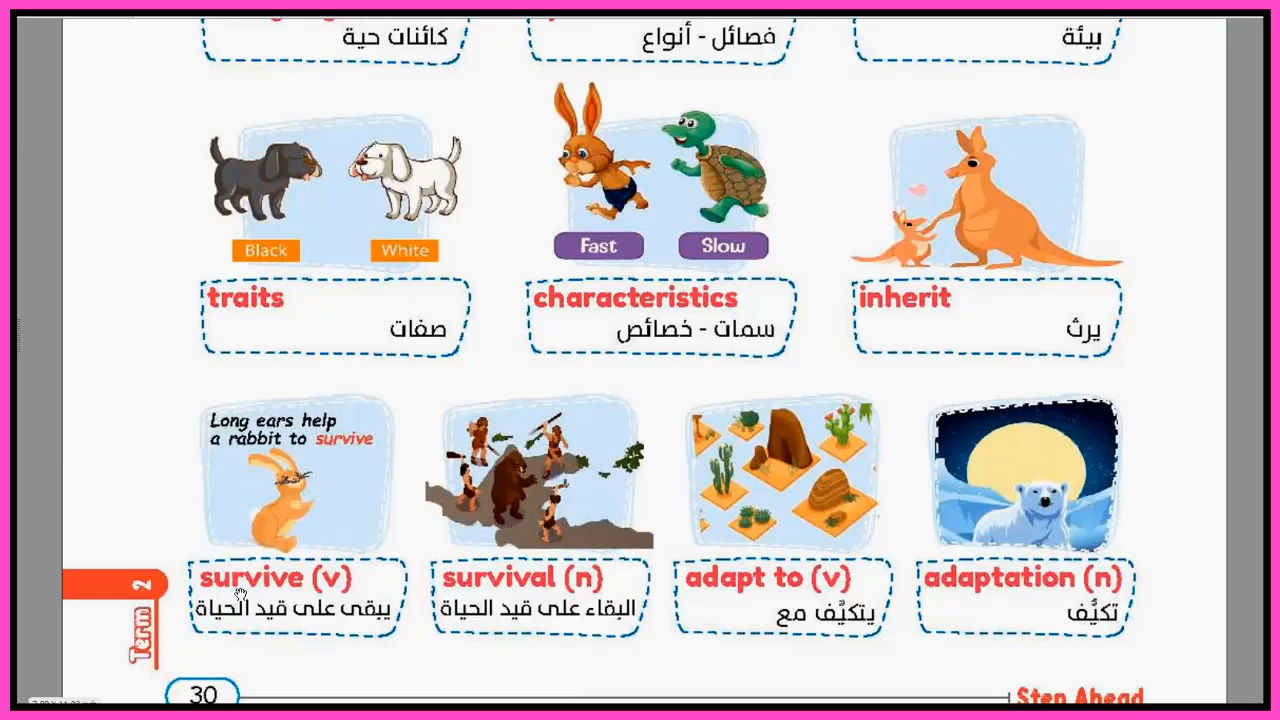 كائنات حية
فصائل - أنواع
بيئة
Black
White
Fast
Slow
traits
صفات
characteristics
سمات - خصائص
inherit
يرث
Long ears help
a rabbit to survive
survive (v)
يبقى على قيد الحياة
survival (n)
البقاء على قيد الحياة
adapt to (v)
يتكيَّف مع
adaptation (n)
تكيُّف
Term 2
30
Step Ahead